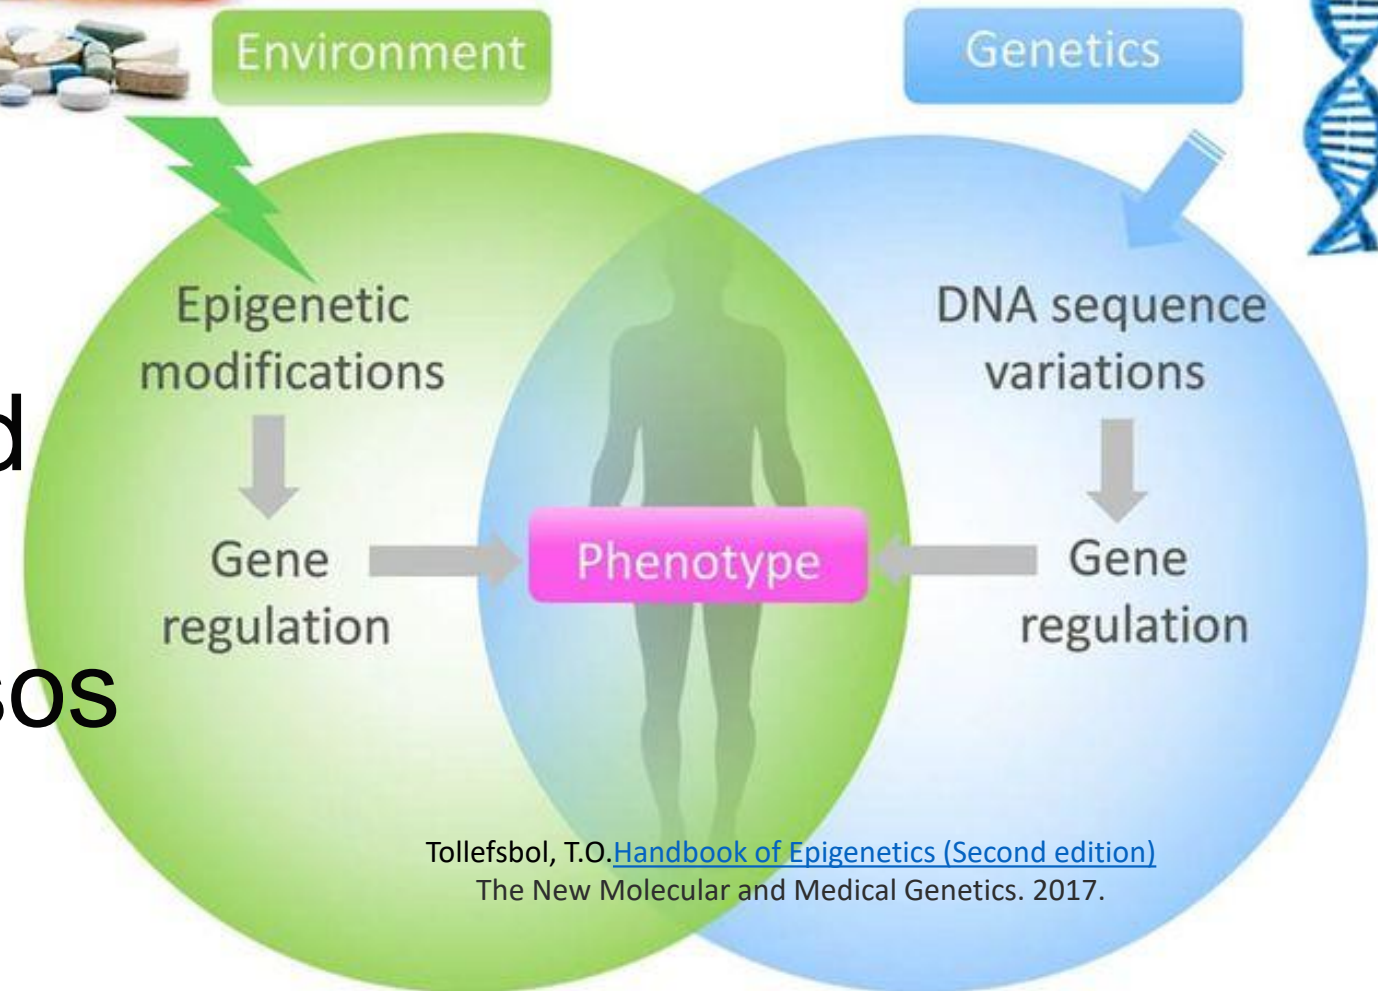 Environment
Genetics
Epigenetic
modifications
DNA sequence
variations
Gene
regulation
Phenotype
Gene
regulation
Tollefsbol, T.O.Handbook of Epigenetics (Second edition)
The New Molecular and Medical Genetics. 2017.